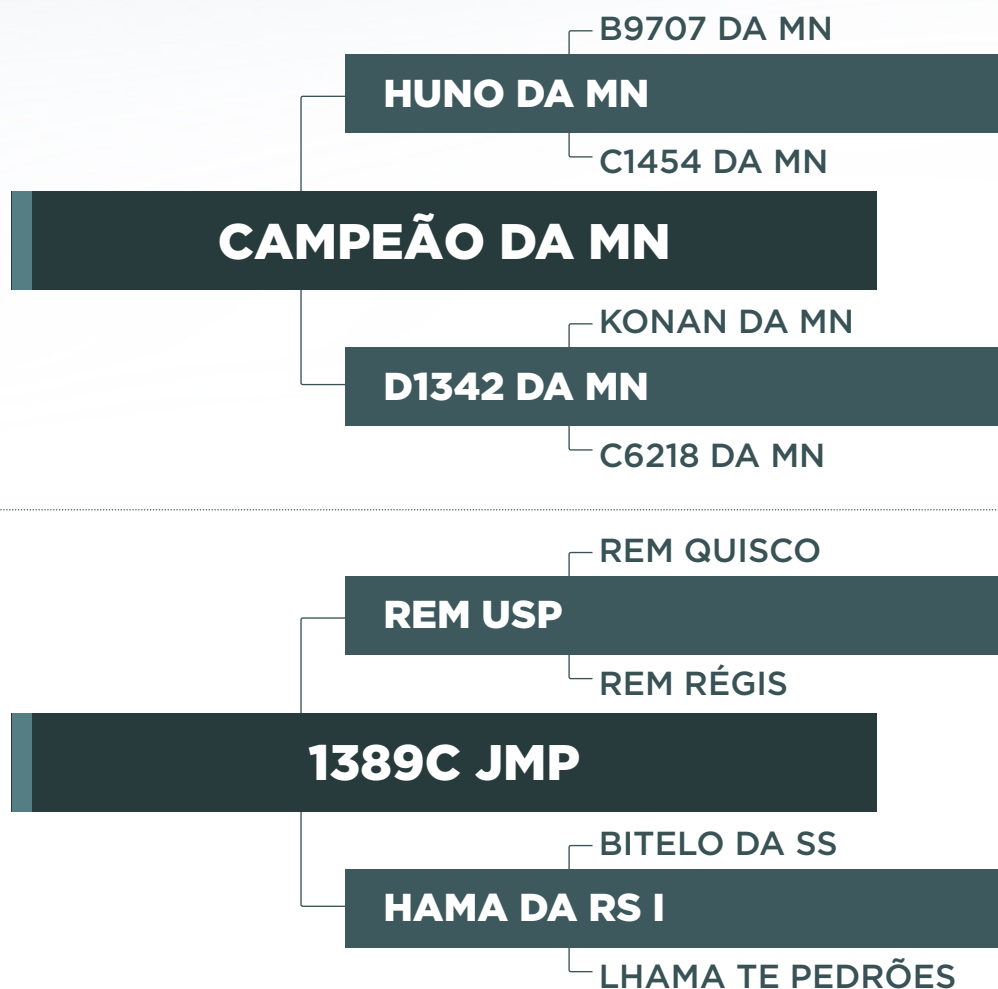 B9707 DA MN
HUNO DA MN
C1454 DA MN
CAMPEÃO DA MN
KONAN DA MN
D1342 DA MN
C6218 DA MN
REM QUISCO
REM USP
REM RÉGIS
1389C JMP
BITELO DA SS
HAMA DA RS I
LHAMA TE PEDRÕES